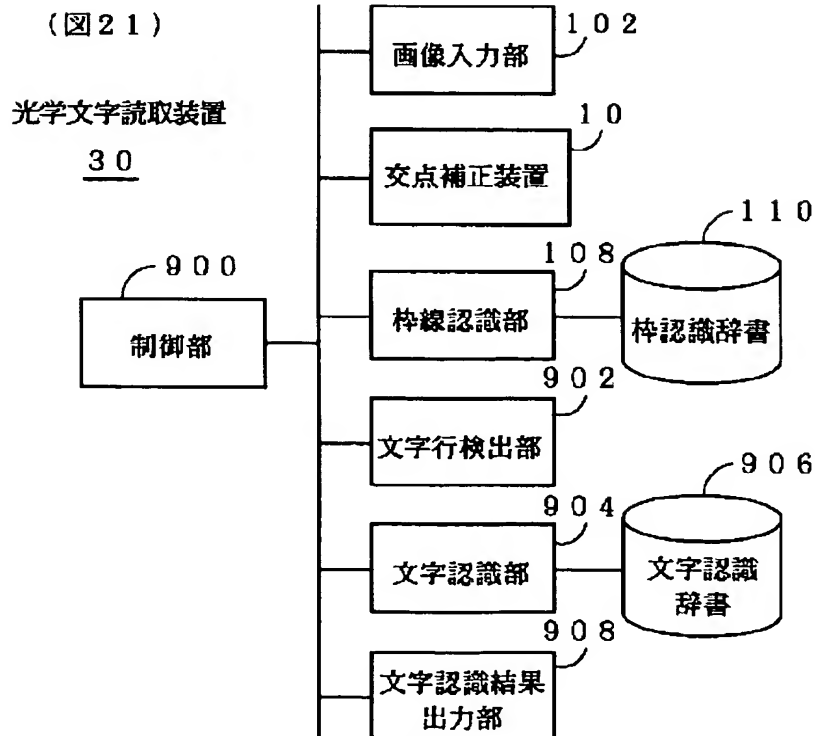 (図21)
光学文字読取装置
30
102
画像入力部
10
交点補正装置
900
制御部
108
枠線認識部
110
枠認識辞書
902
文字行検出部
904
文字認識部
906
文字認識
辞書
908
文字認識結果
出力部